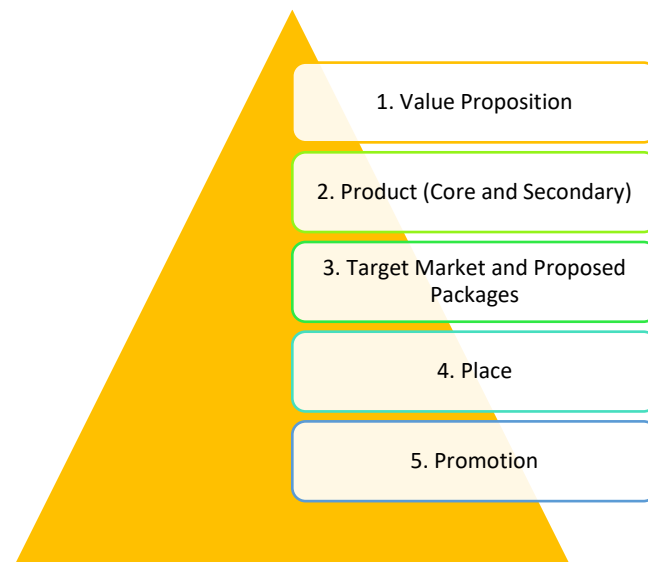 1. Value Proposition
2. Product (Core and Secondary)
3. Target Market and Proposed
Packages
4. Place
5. Promotion